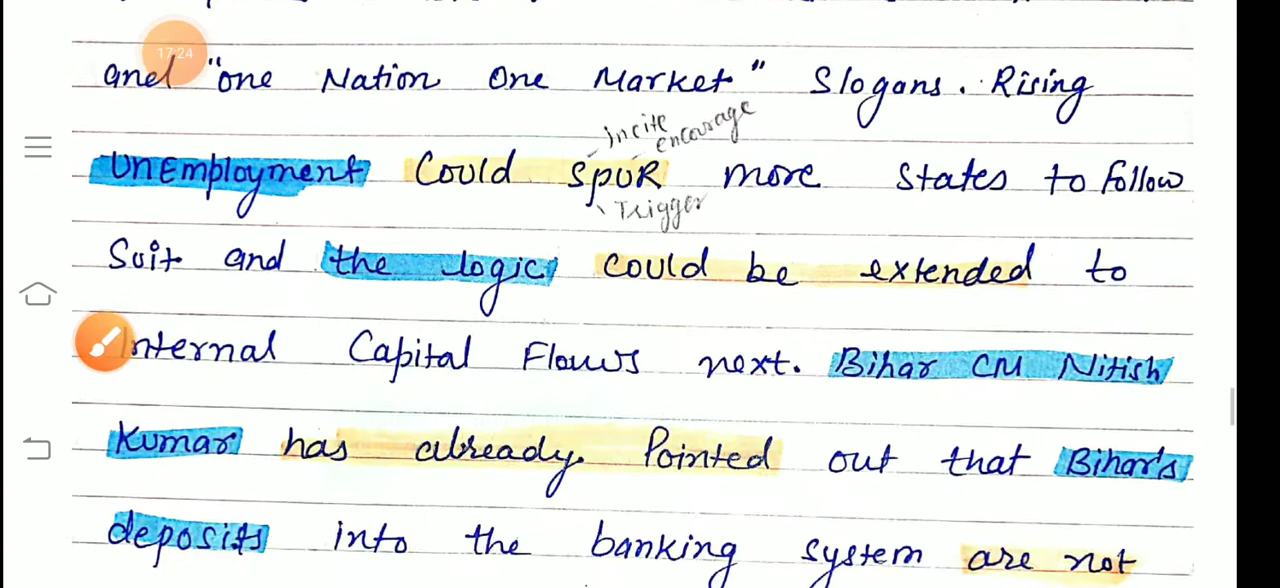 17:24
and "one Nation One Market" Slogans. Rising
incite
encourage
UnEmployment Could SPUR more States to Follow
Trigger
Suit and the logic could be extended to
Internal Capital Flows next. Bihar CM Nitish
Kumar has already Pointed out that Bihar's
deposits into the banking system are not